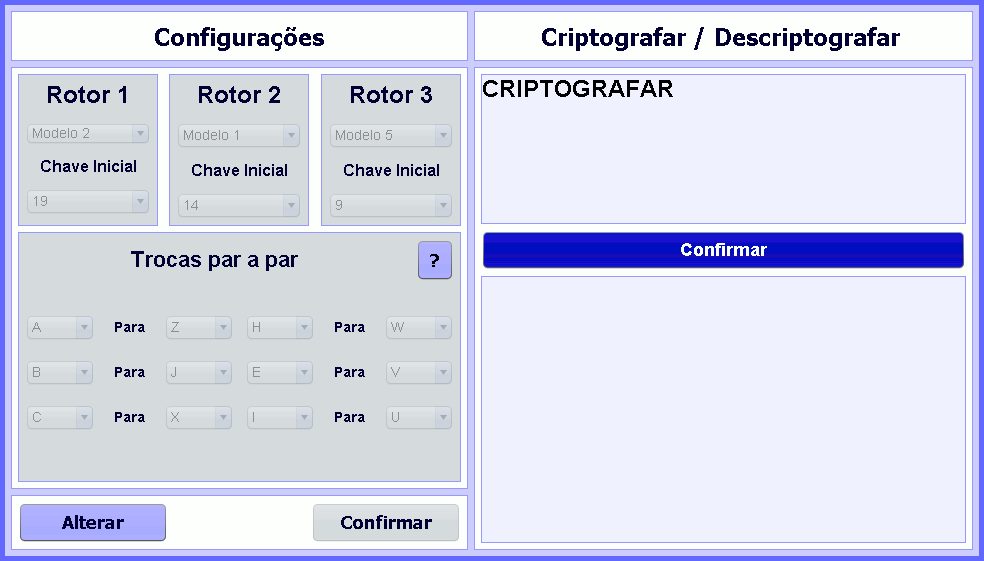 Configurações
Criptografar / Descriptografar
Rotor 1
Modelo 2
Chave Inicial
19
Rotor 2
Modelo 1
Chave Inicial
14
Rotor 3
Modelo 5
Chave Inicial
9
Trocas par a par
?
A Para Z H Para W
B Para J E Para V
C Para X I Para U
Alterar
Confirmar
CRIPTOGRAFAR
Confirmar